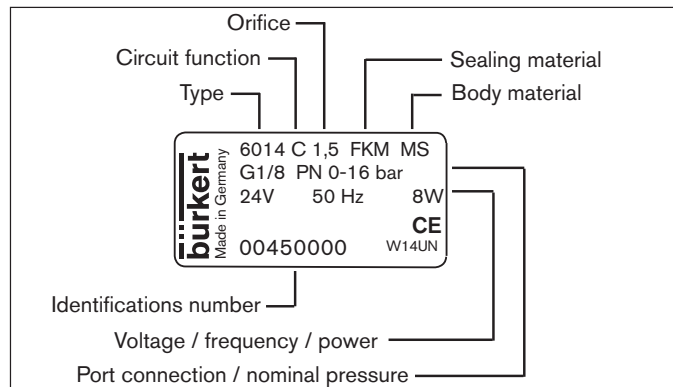 Orifice
Circuit function
Sealing material
Type
Body material
6014 C 1,5 FKM MS
G1/8 PN 0-16 bar
24V 50 Hz 8W
CE
00450000 W14UN
bürkert
Made in Germany
Identifications number
Voltage / frequency / power
Port connection / nominal pressure